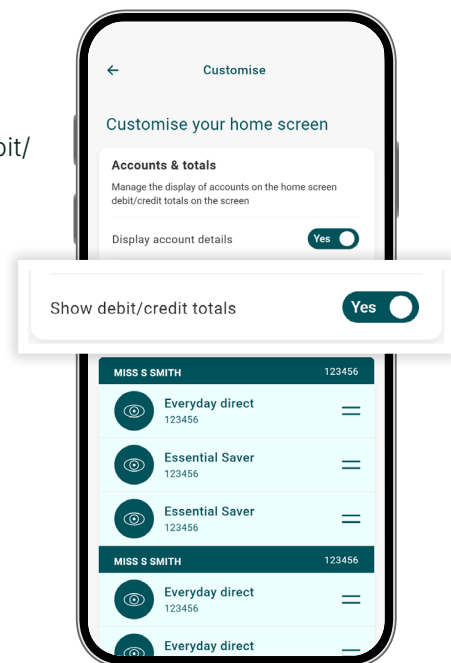 Customise
Customise your home screen
bit/
Accounts & totals
Manage the display of accounts on the home screen
debit/credit totals on the screen
Display account details Yes
Show debit/credit totals Yes
MISS S SMITH 123456
Everyday direct
123456
Essential Saver
123456
Essential Saver
123456
MISS S SMITH 123456
Everyday direct
123456
Everyday direct